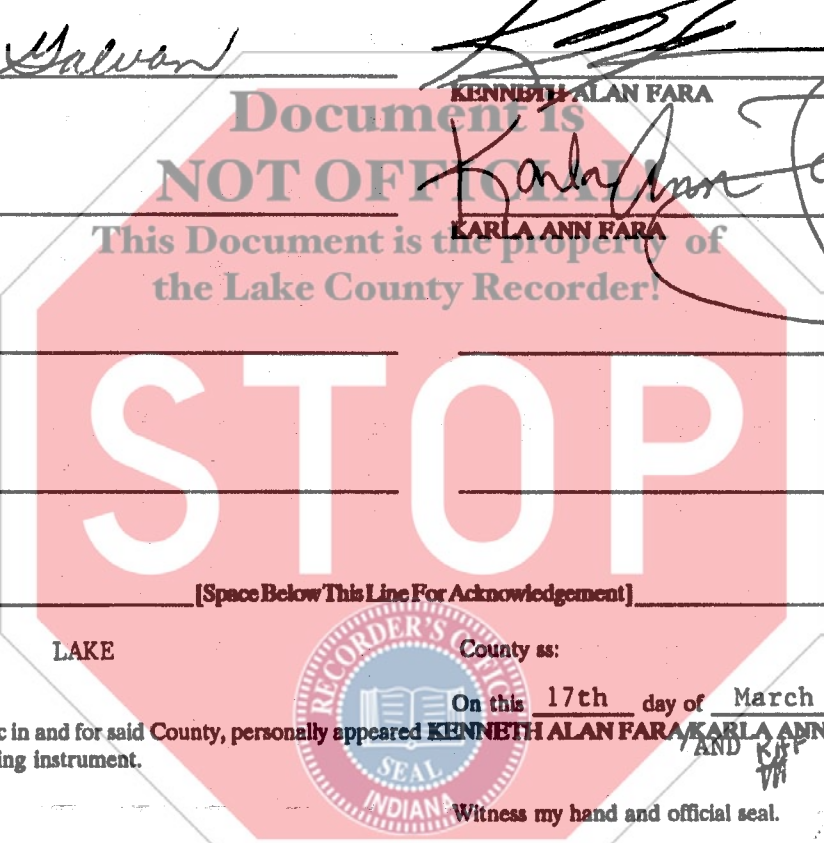 Galvan
KENNETH ALAN FARA
Document is
NOT OFFICIAL!
Karla Ann
KARLA ANN FARA
This Document is the property of
the Lake County Recorder!
STOP
[Space Below This Line For Acknowledgement]
LAKE County ss:
On this 17th day of March
c in and for said County, personally appeared KENNETH ALAN FARA/KARLA ANN
AND
ing instrument.
RECORDER'S OFFIC
SEAL
INDIANA
Witness my hand and official seal.